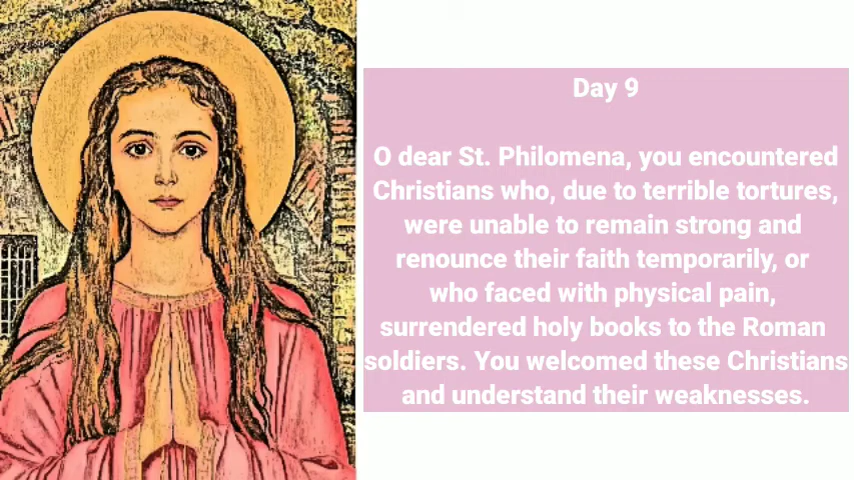 Day 9
O dear St. Philomena, you encountered
Christians who, due to terrible tortures,
were unable to remain strong and
renounce their faith temporarily, or
who faced with physical pain,
surrendered holy books to the Roman
soldiers. You welcomed these Christians
and understand their weaknesses.